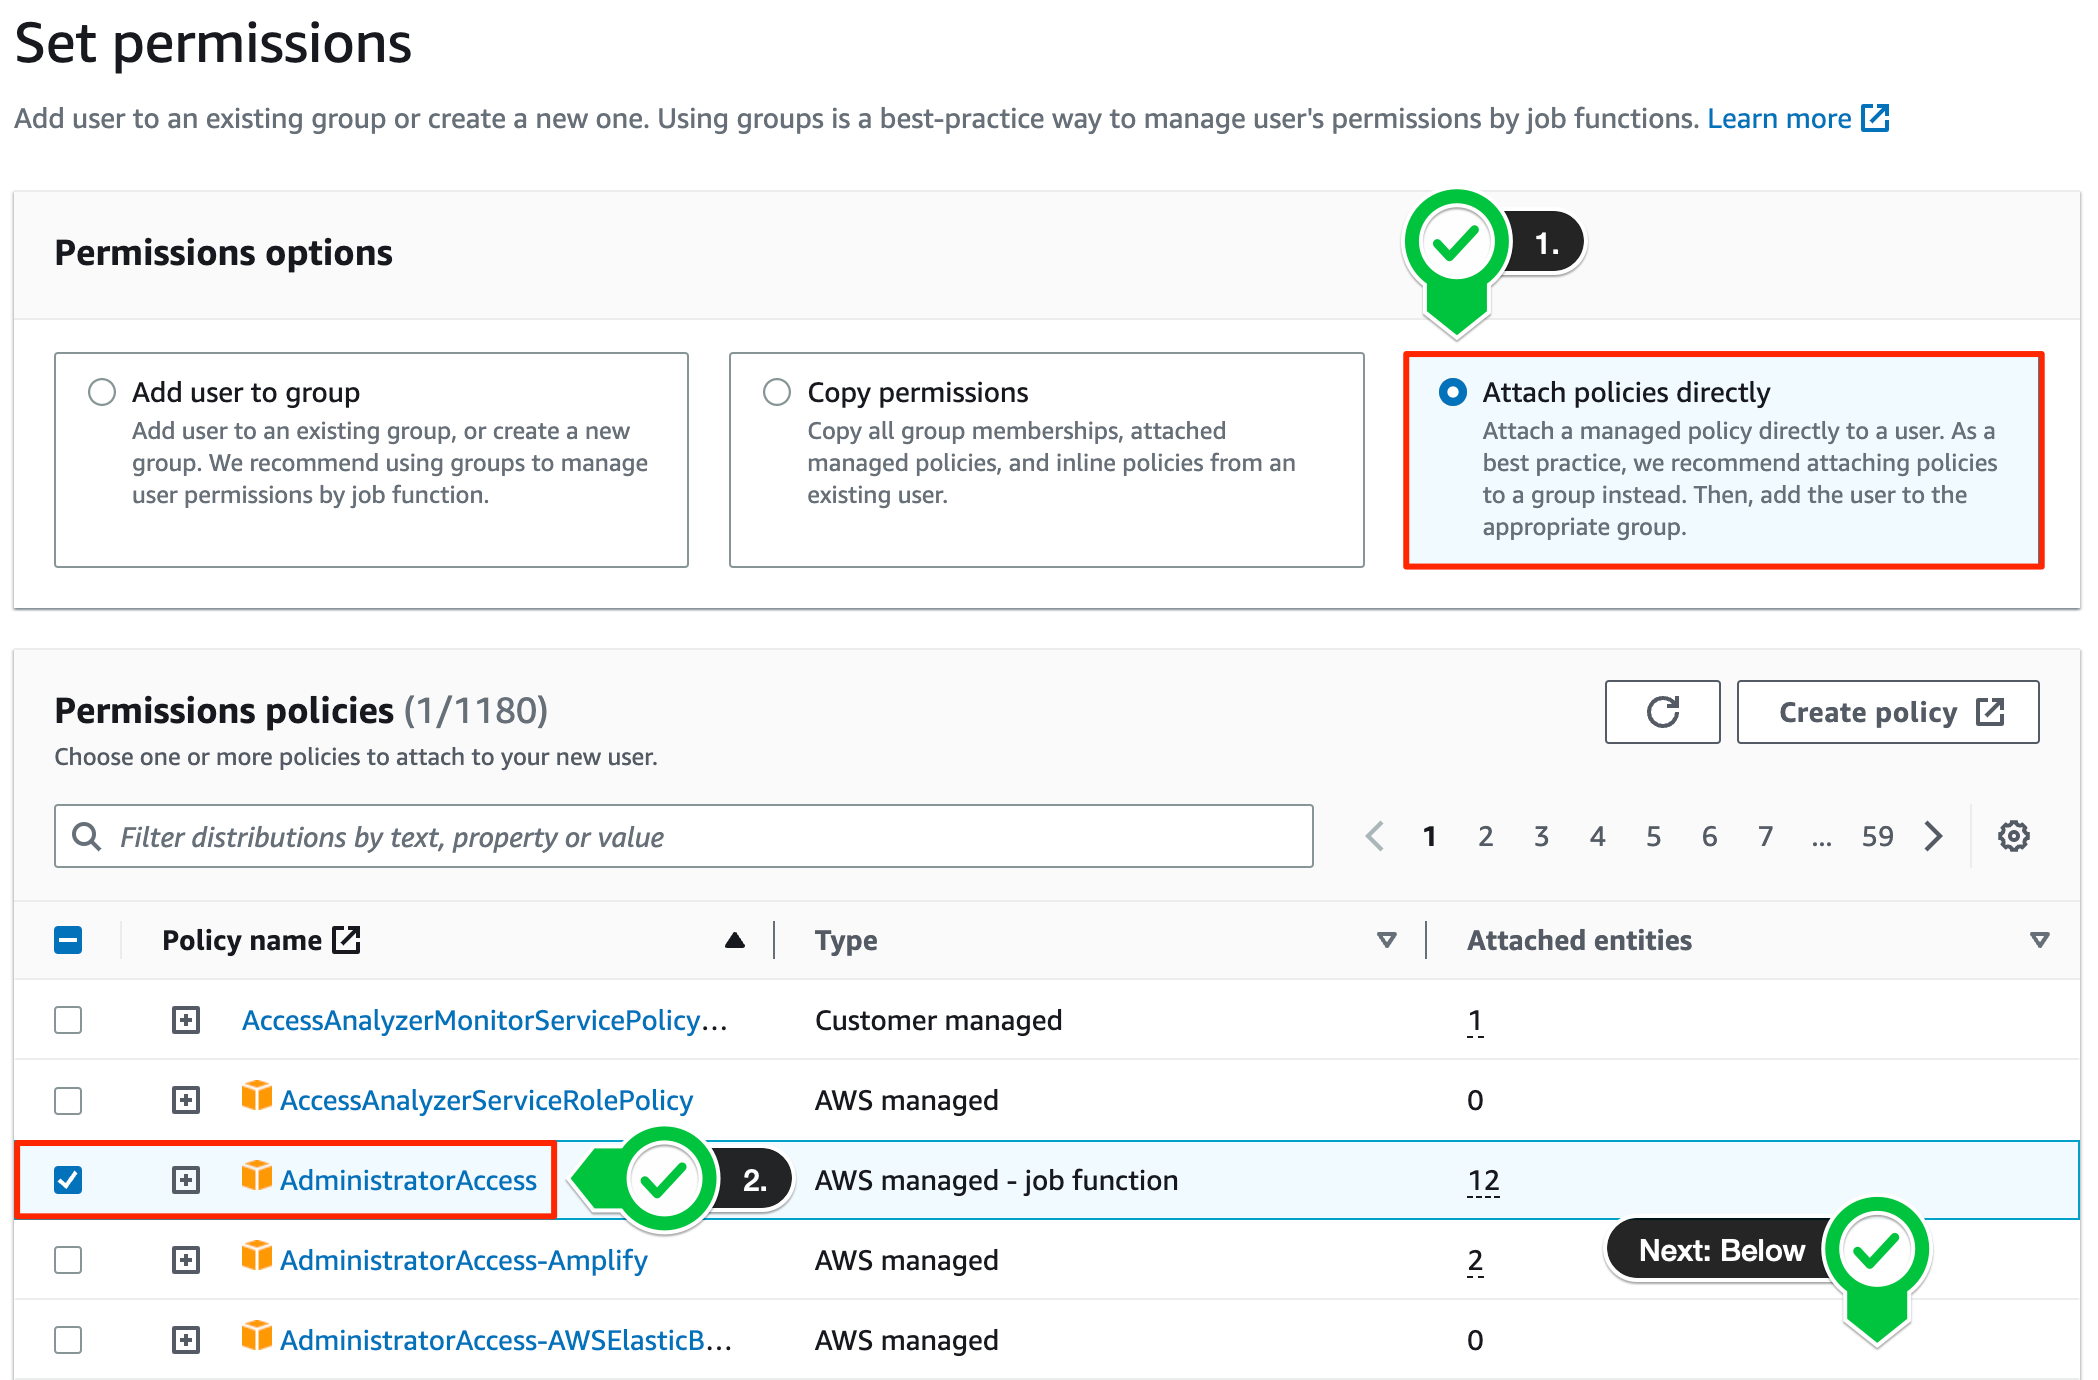 Set permissions
Add user to an existing group or create a new one. Using groups is a best-practice way to manage user's permissions by job functions. Learn more
Permissions options
1.
Add user to group
Add user to an existing group, or create a new
group. We recommend using groups to manage
user permissions by job function.
Copy permissions
Copy all group memberships, attached
managed policies, and inline policies from an
existing user.
Attach policies directly
Attach a managed policy directly to a user. As a
best practice, we recommend attaching policies
to a group instead. Then, add the user to the
appropriate group.
Permissions policies (1/1180)
Create policy
Choose one or more policies to attach to your new user.
Filter distributions by text, property or value
1 2 3 4 5 6 7 ... 59
Policy name Type Attached entities
AccessAnalyzerMonitorServicePolicy... Customer managed 1
AccessAnalyzerServiceRolePolicy AWS managed 0
AdministratorAccess 2. AWS managed - job function 12
AdministratorAccess-Amplify AWS managed 2
Next: Below
AdministratorAccess-AWSElasticB... AWS managed 0